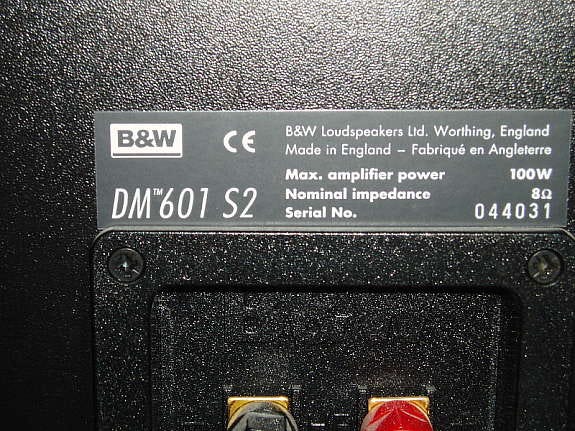 B&W CE B&W Loudspeakers Ltd. Worthing, England
Made in England – Fabriqué en Angleterre
Max. amplifier power 100W
DM™601 S2 Nominal impedance 8Ω
Serial No. 044031